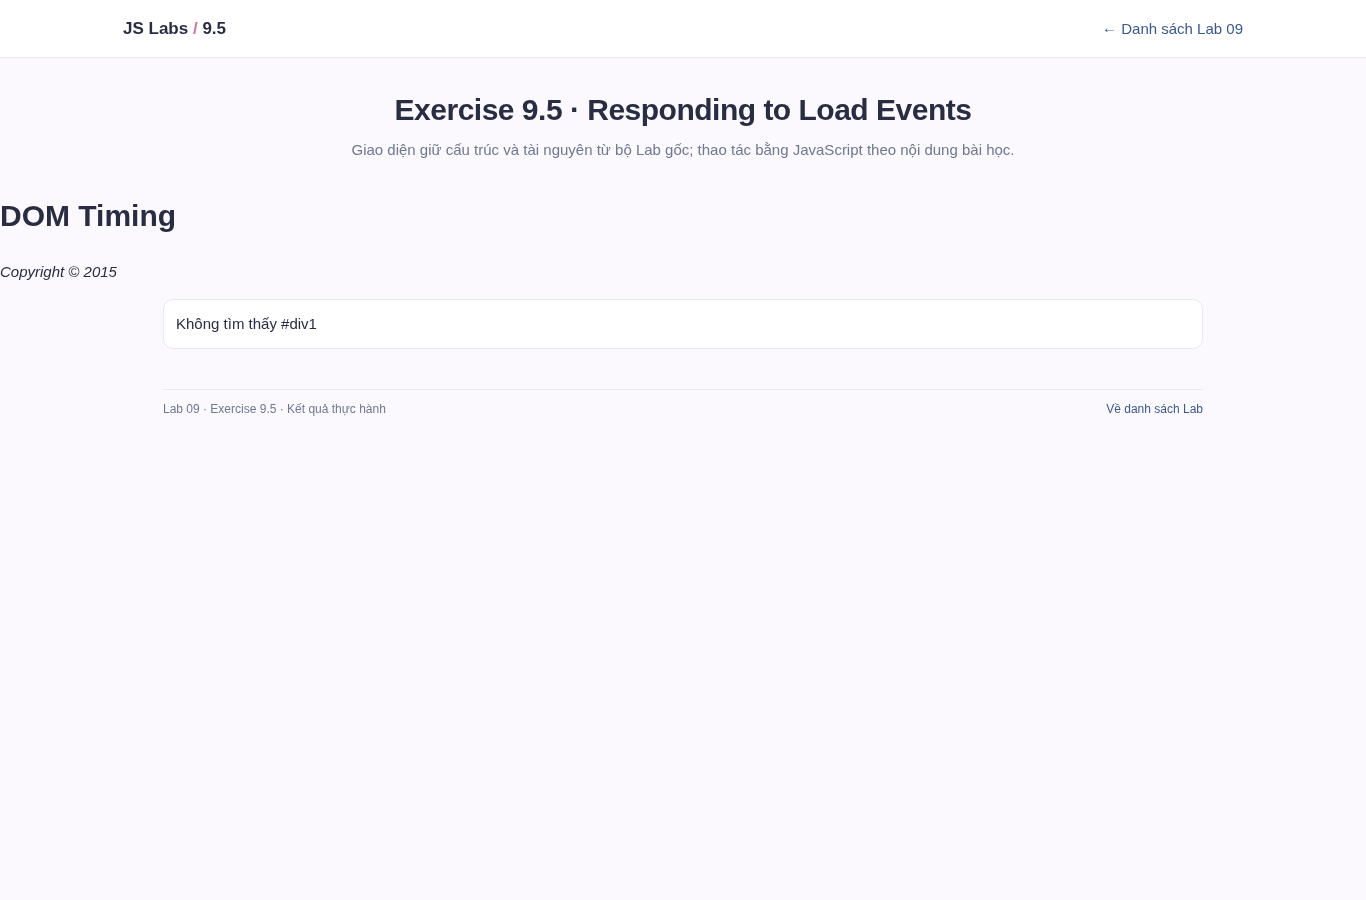 JS Labs / 9.5
← Danh sách Lab 09
Exercise 9.5 · Responding to Load Events
Giao diện giữ cấu trúc và tài nguyên từ bộ Lab gốc; thao tác bằng JavaScript theo nội dung bài học.
DOM Timing
Copyright © 2015
Không tìm thấy #div1
Lab 09 · Exercise 9.5 · Kết quả thực hành
Về danh sách Lab